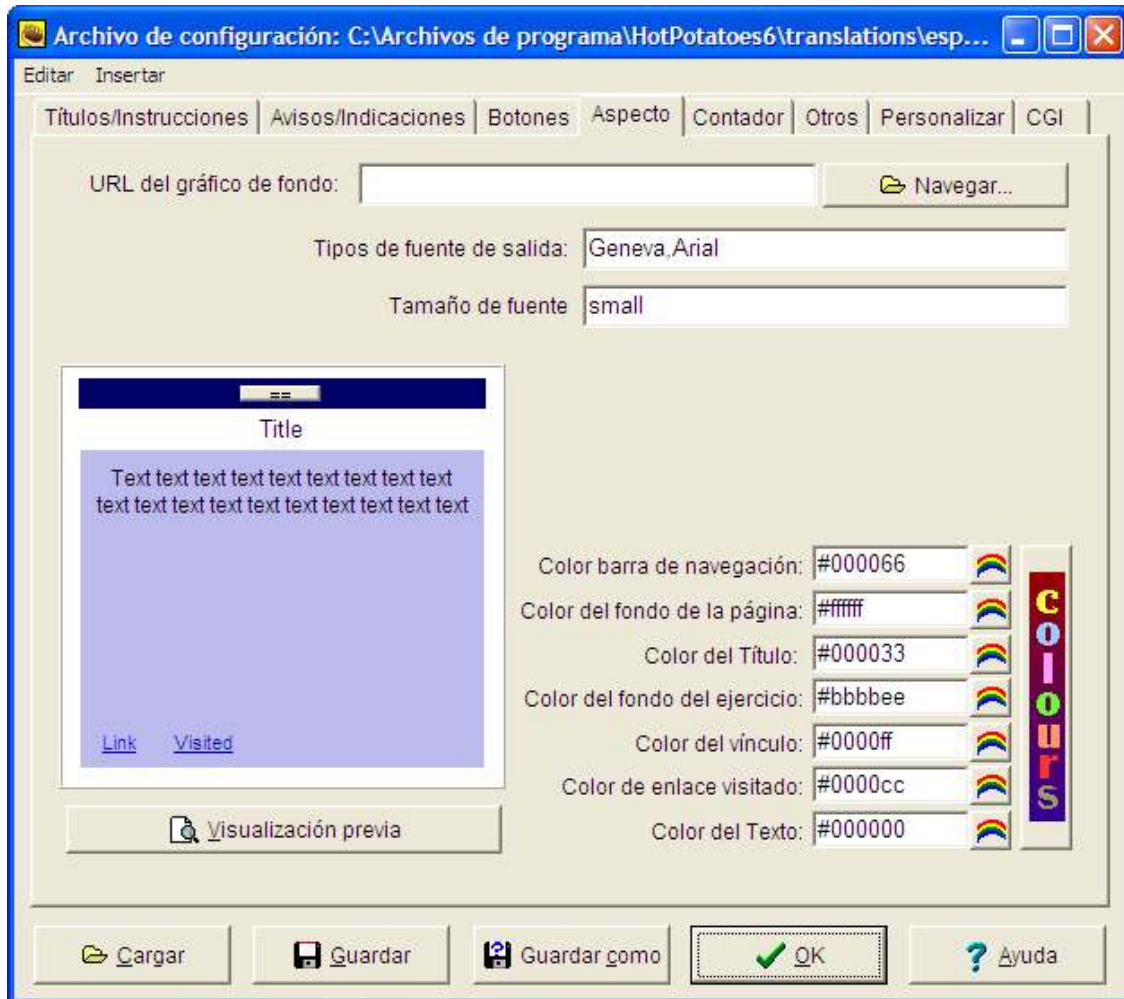 Archivo de configuración: C:\Archivos de programa\HotPotatoes6\translations\esp...
Editar Insertar
Títulos/Instrucciones Avisos/Indicaciones Botones Aspecto Contador Otros Personalizar CGI
URL del gráfico de fondo: Navegar...
Tipos de fuente de salida: Geneva,Arial
Tamaño de fuente small
==
Title
Text text text text text text text text text
text text text text text text text text text text
Link Visited
Visualización previa
Color barra de navegación: #000066
Color del fondo de la página: #ffffff
Color del Título: #000033
Color del fondo del ejercicio: #bbbbee
Color del vínculo: #0000ff
Color de enlace visitado: #0000cc
Color del Texto: #000000
colours
Cargar Guardar Guardar como OK Ayuda